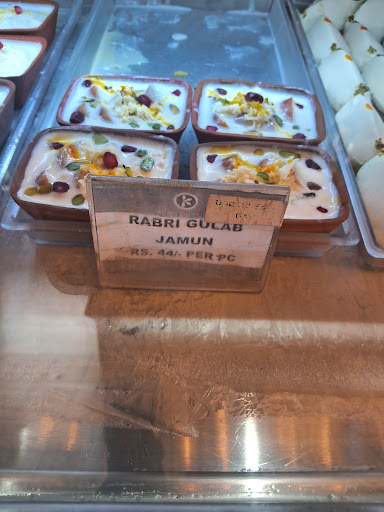 K
RABRI GULAB
JAMUN
RS. 44/- PER PC